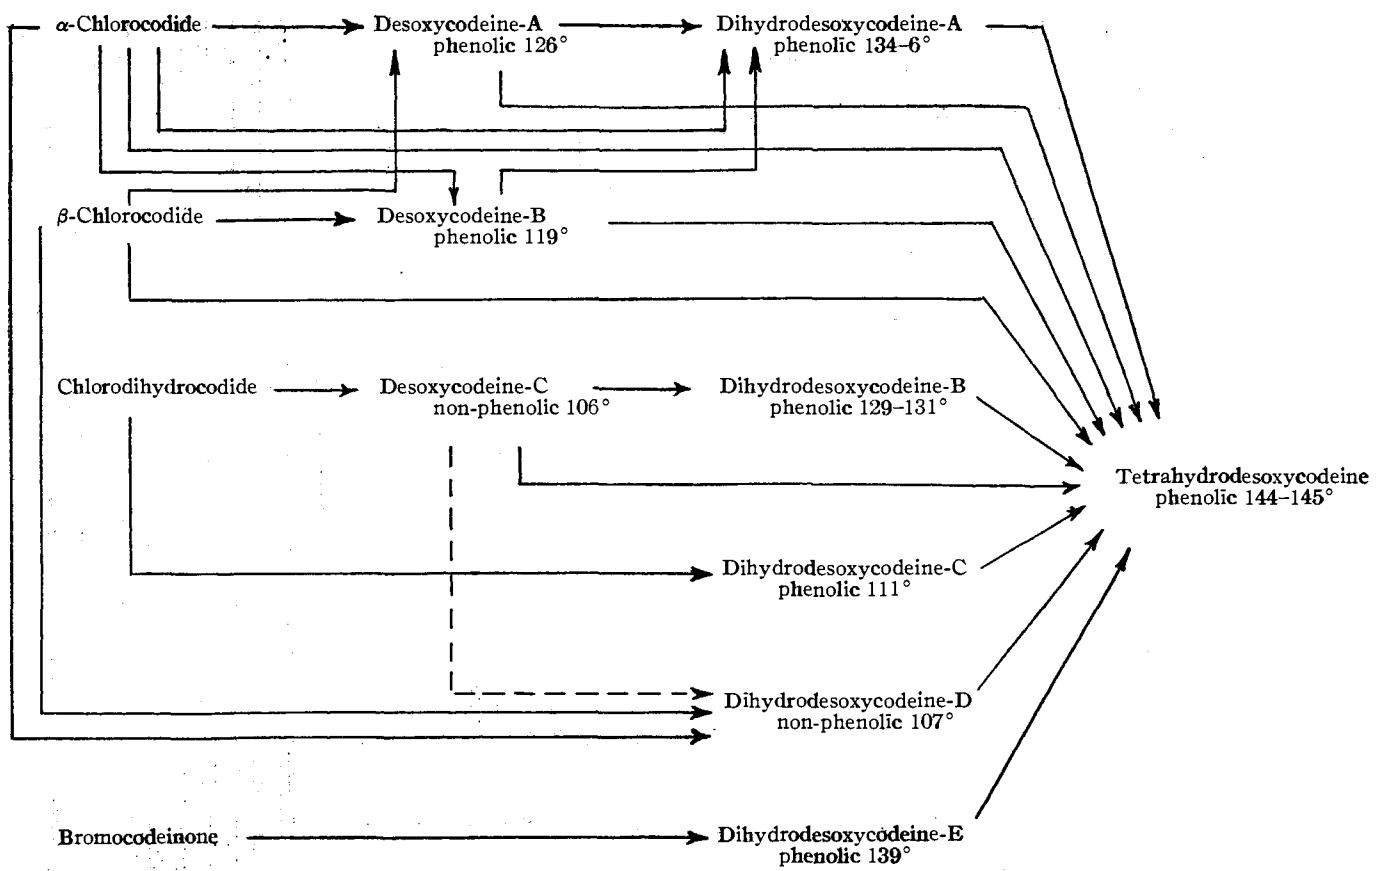 α-Chlorocodide
Desoxycodeine-A
phenolic 126°
Dihydrodesoxycodeine-A
phenolic 134–6°
β-Chlorocodide
Desoxycodeine-B
phenolic 119°
Chlorodihydrocodide
Desoxycodeine-C
non-phenolic 106°
Dihydrodesoxycodeine-B
phenolic 129–131°
Tetrahydrodesoxycodeine
phenolic 144–145°
Dihydrodesoxycodeine-C
phenolic 111°
Dihydrodesoxycodeine-D
non-phenolic 107°
Bromocodeinone
Dihydrodesoxycodeine-E
phenolic 139°